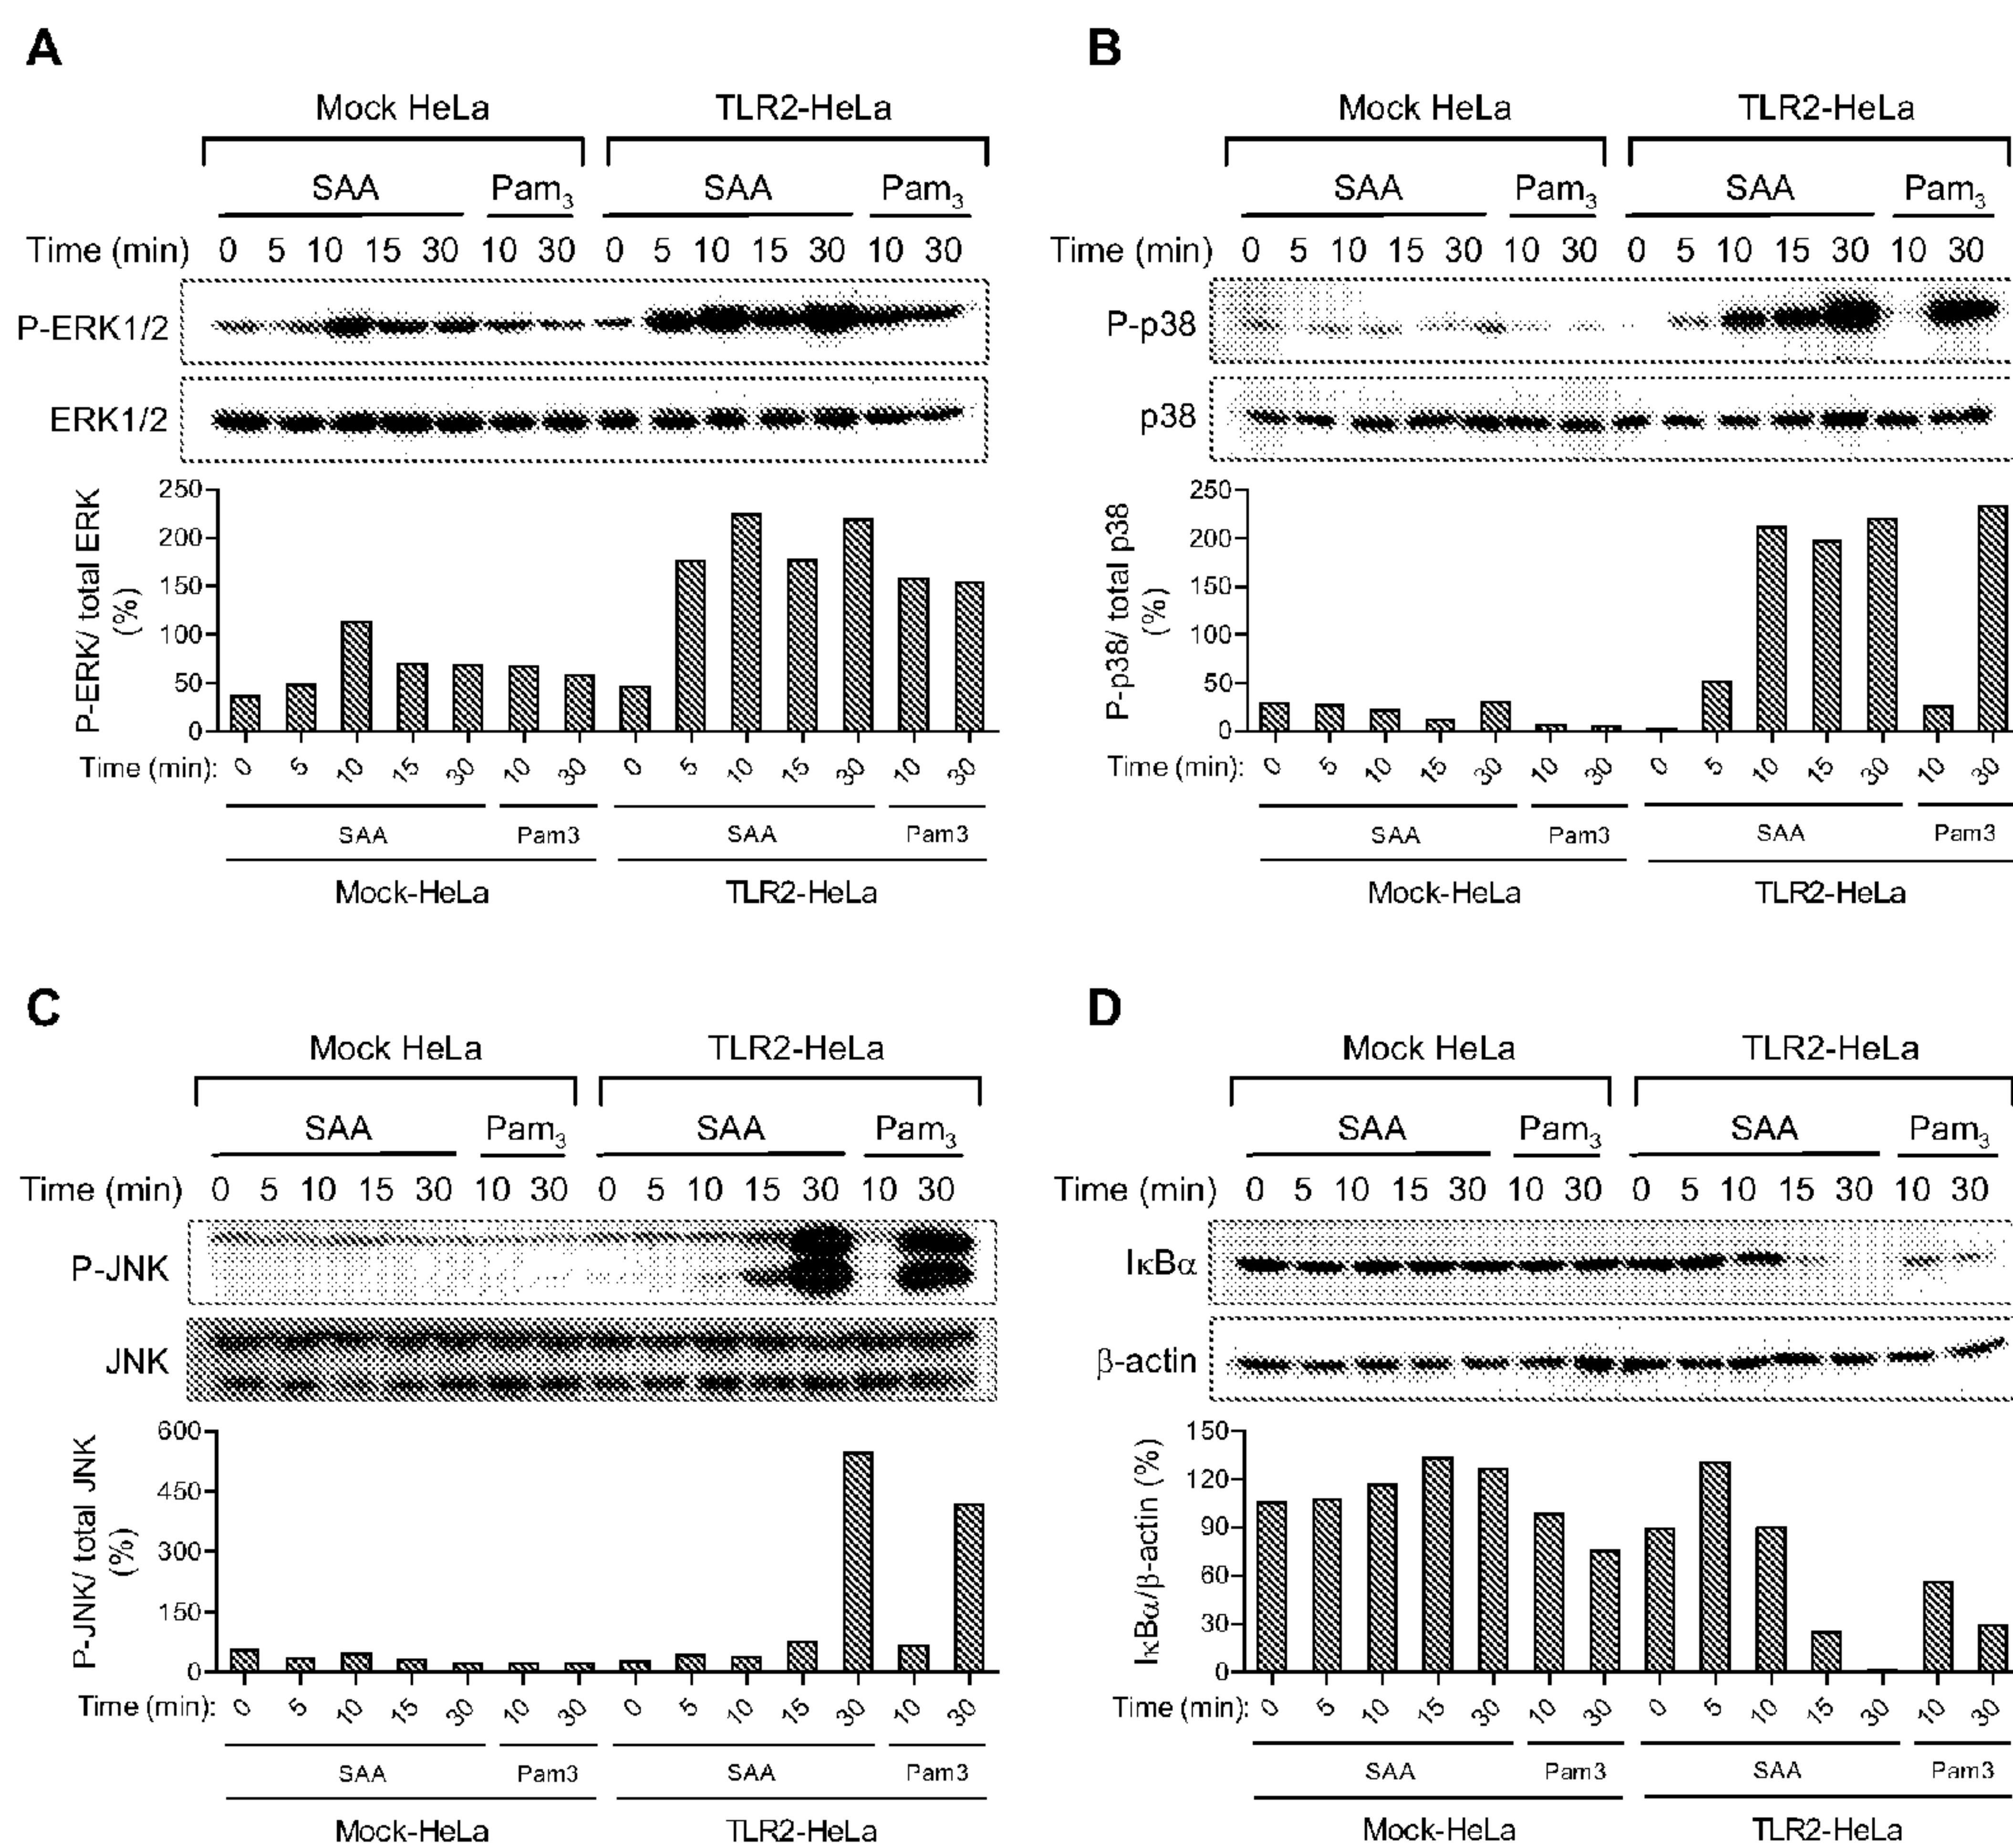 A
Mock HeLa TLR2-HeLa
SAA Pam3 SAA Pam3
Time (min) 0 5 10 15 30 10 30 0 5 10 15 30 10 30
P-ERK1/2
ERK1/2
P-ERK/ total ERK
(%)
250
200
150
100
50
0
Time (min): 0 5 10 15 30 10 30 0 5 10 15 30 10 30
SAA Pam3 SAA Pam3
Mock-HeLa TLR2-HeLa
B
Mock HeLa TLR2-HeLa
SAA Pam3 SAA Pam3
Time (min) 0 5 10 15 30 10 30 0 5 10 15 30 10 30
P-p38
p38
P-p38/ total p38
(%)
250
200
150
100
50
0
Time (min): 0 5 10 15 30 10 30 0 5 10 15 30 10 30
SAA Pam3 SAA Pam3
Mock-HeLa TLR2-HeLa
C
Mock HeLa TLR2-HeLa
SAA Pam3 SAA Pam3
Time (min) 0 5 10 15 30 10 30 0 5 10 15 30 10 30
P-JNK
JNK
P-JNK/ total JNK
(%)
600
450
300
150
0
Time (min): 0 5 10 15 30 10 30 0 5 10 15 30 10 30
SAA Pam3 SAA Pam3
Mock-HeLa TLR2-HeLa
D
Mock HeLa TLR2-HeLa
SAA Pam3 SAA Pam3
Time (min) 0 5 10 15 30 10 30 0 5 10 15 30 10 30
IκBα
β-actin
IκBα/β-actin (%)
150
120
90
60
30
0
Time (min): 0 5 10 15 30 10 30 0 5 10 15 30 10 30
SAA Pam3 SAA Pam3
Mock-HeLa TLR2-HeLa